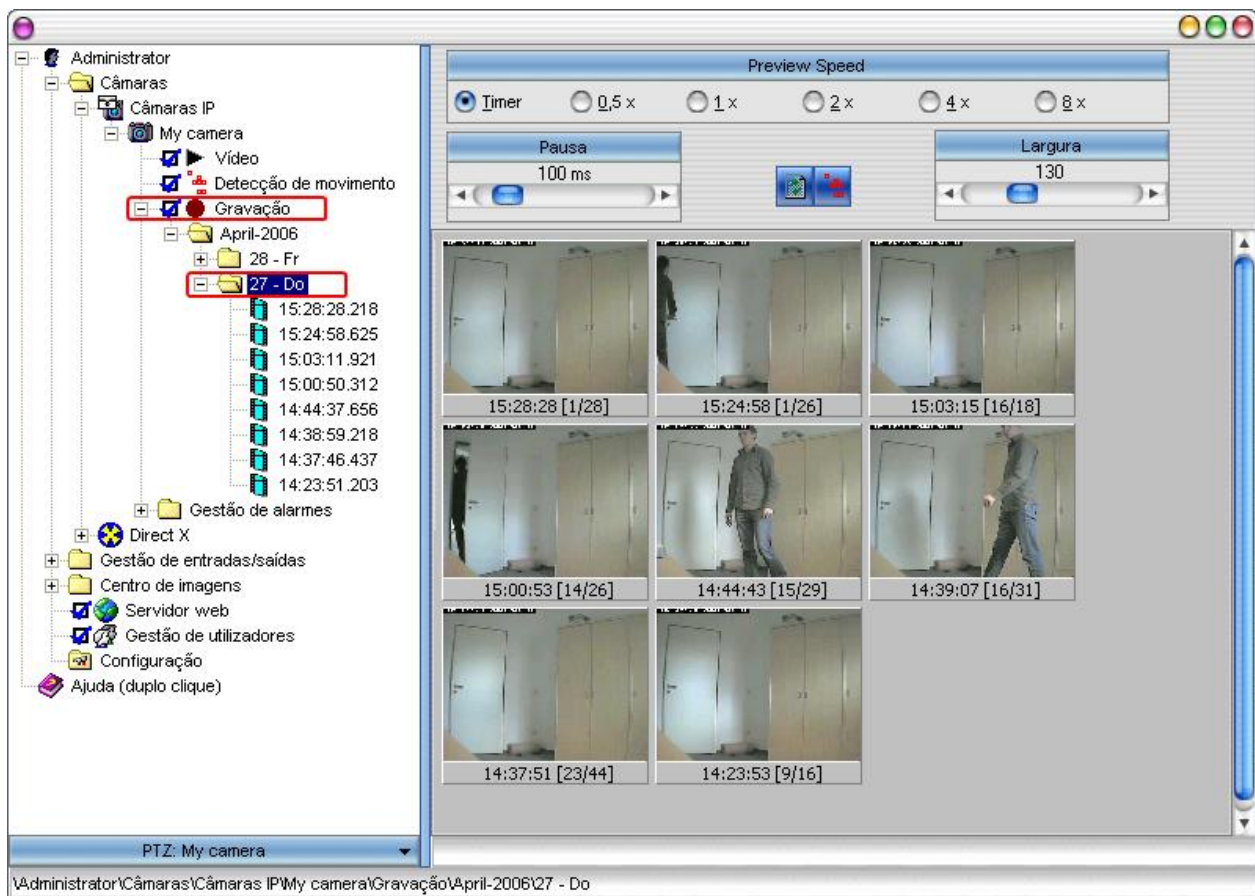 Administrator
Câmaras
Câmaras IP
My camera
Vídeo
Detecção de movimento
Gravação
April-2006
28 - Fr
27 - Do
15:28:28.218
15:24:58.625
15:03:11.921
15:00:50.312
14:44:37.656
14:38:59.218
14:37:46.437
14:23:51.203
Gestão de alarmes
Direct X
Gestão de entradas/saídas
Centro de imagens
Servidor web
Gestão de utilizadores
Configuração
Ajuda (duplo clique)
PTZ: My camera
Preview Speed
Timer 0,5 x 1 x 2 x 4 x 8 x
Pausa
100 ms
Largura
130
15:28:28 [1/28] 15:24:58 [1/26] 15:03:15 [16/18]
15:00:53 [14/26] 14:44:43 [15/29] 14:39:07 [16/31]
14:37:51 [23/44] 14:23:53 [9/16]
\Administrator\Câmaras\Câmaras IP\My camera\Gravação\April-2006\27 - Do